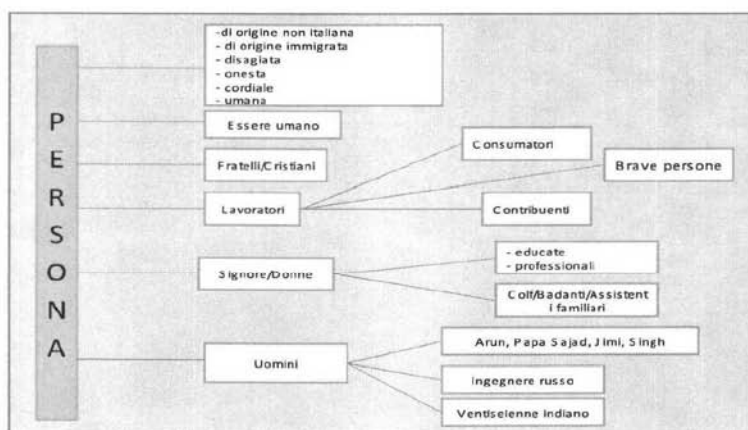 PERSONA
-di origine non italiana
- di origine immigrata
- disagiata
- onesta
- cordiale
- umana
Essere umano
Fratelli/Cristiani
Lavoratori
Consumatori
Brave persone
Contribuenti
Signore/Donne
- educate
- professionali
Colf/Badanti/Assistent
i familiari
Uomini
Arun, Papa Sajad, Jimi, Singh
Ingegnere russo
Ventiseienne indiano